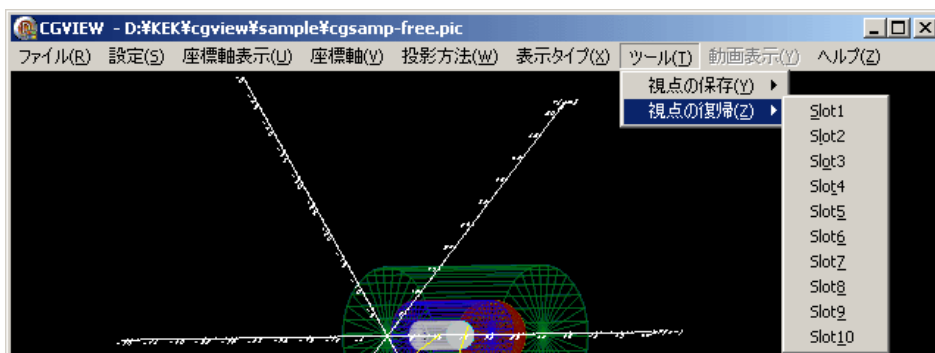 CGVIEW - D:¥KEK¥cgview¥sample¥cgsamp-free.pic
ファイル(R) 設定(S) 座標軸表示(U) 座標軸(V) 投影方法(W) 表示タイプ(X) ツール(T) 動画表示(Y) ヘルプ(Z)
視点の保存(Y)
視点の復帰(Z)
Slot1
Slot2
Slot3
Slot4
Slot5
Slot6
Slot7
Slot8
Slot9
Slot10